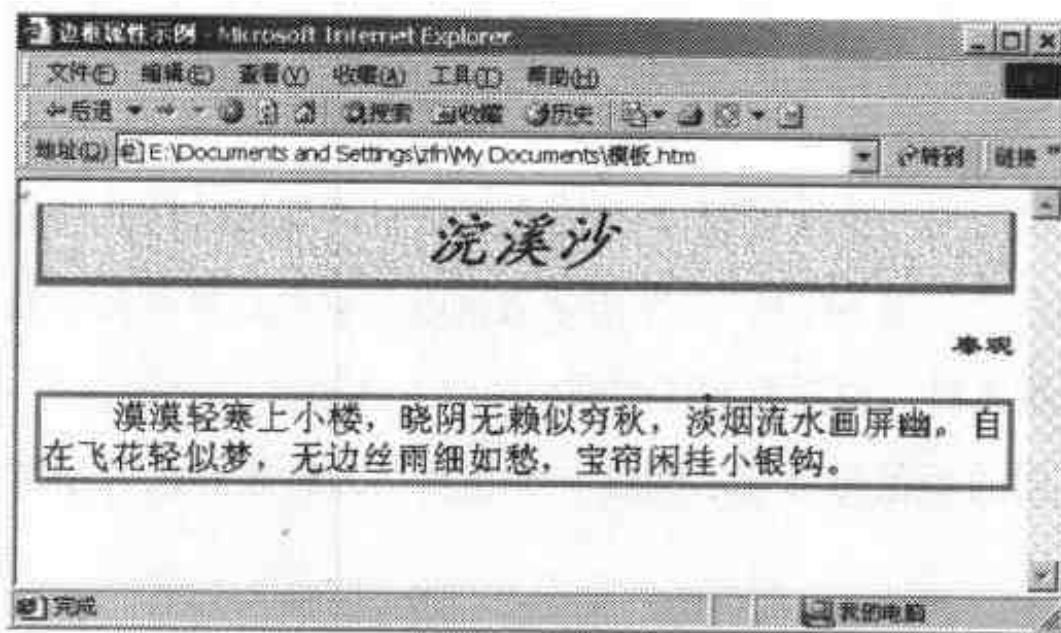 边框属性示例 - Microsoft Internet Explorer
文件(F) 编辑(E) 查看(V) 收藏(A) 工具(T) 帮助(H)
后退 搜索 收藏 历史
地址(D) E:\Documents and Settings\zfn\My Documents\模板.htm 转到 链接 "
浣溪沙
秦观
漠漠轻寒上小楼，晓阴无赖似穷秋，淡烟流水画屏幽。自
在飞花轻似梦，无边丝雨细如愁，宝帘闲挂小银钩。
完成 我的电脑